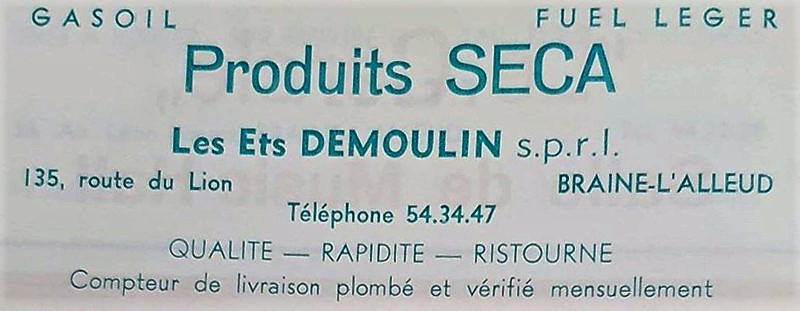 GASOIL FUEL LEGER
Produits SECA
Les Ets DEMOULIN s.p.r.l.
135, route du Lion BRAINE-L'ALLEUD
Téléphone 54.34.47
QUALITE — RAPIDITE — RISTOURNE
Compteur de livraison plombé et vérifié mensuellement